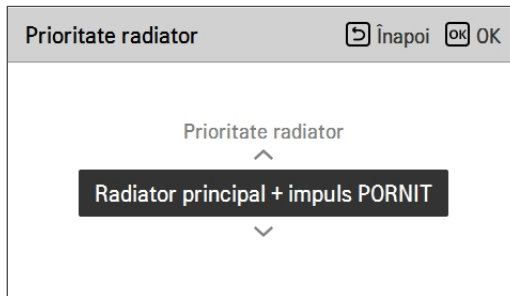 Prioritate radiator Înapoi OK OK
Prioritate radiator
Radiator principal + impuls PORNIT